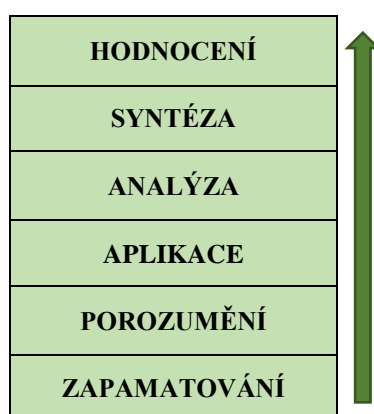 HODNOCENÍ
SYNTÉZA
ANALÝZA
APLIKACE
POROZUMĚNÍ
ZAPAMATOVÁNÍ